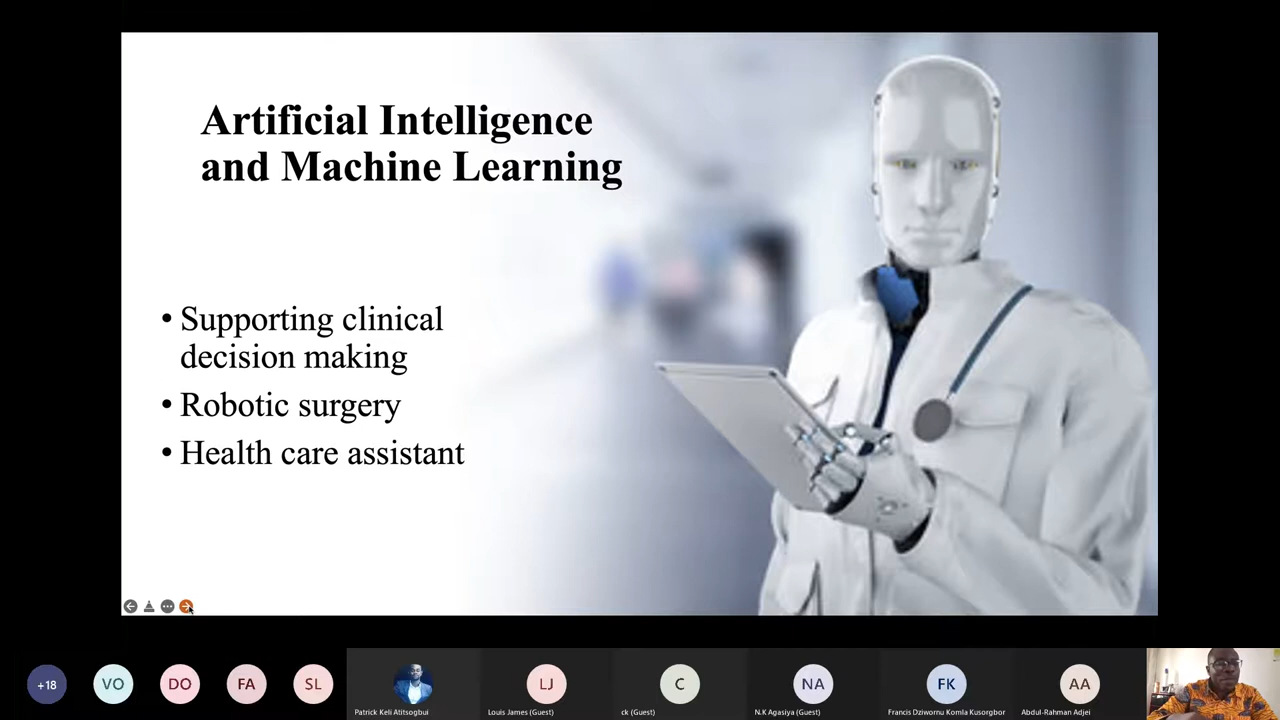 Artificial Intelligence
and Machine Learning
• Supporting clinical
decision making
• Robotic surgery
• Health care assistant
+18
VO
DO
FA
SL
Patrick Keli Atitsogbui
LJ
Louis James (Guest)
C
ck (Guest)
NA
N.K Agasiya (Guest)
FK
Francis Dziwornu Komla Kusorgbor
AA
Abdul-Rahman Adjei